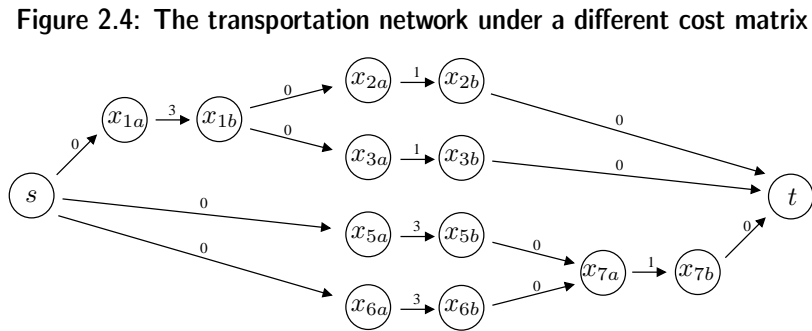 Figure 2.4: The transportation network under a different cost matrix
x2a 1 x2b
0
x1a 3 x1b
0
0
0
x3a 1 x3b
0
s
0
t
0
x5a 3 x5b
0
0
x7a 1 x7b
0
x6a 3 x6b
0